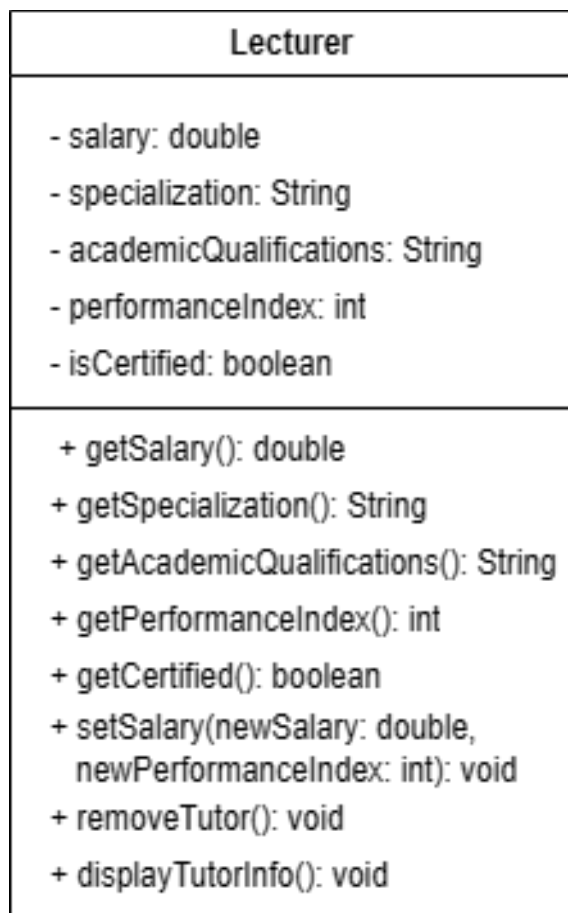 Lecturer
- salary: double
- specialization: String
- academicQualifications: String
- performanceIndex: int
- isCertified: boolean
+ getSalary(): double
+ getSpecialization(): String
+ getAcademicQualifications(): String
+ getPerformanceIndex(): int
+ getCertified(): boolean
+ setSalary(newSalary: double,
newPerformanceIndex: int): void
+ removeTutor(): void
+ displayTutorInfo(): void